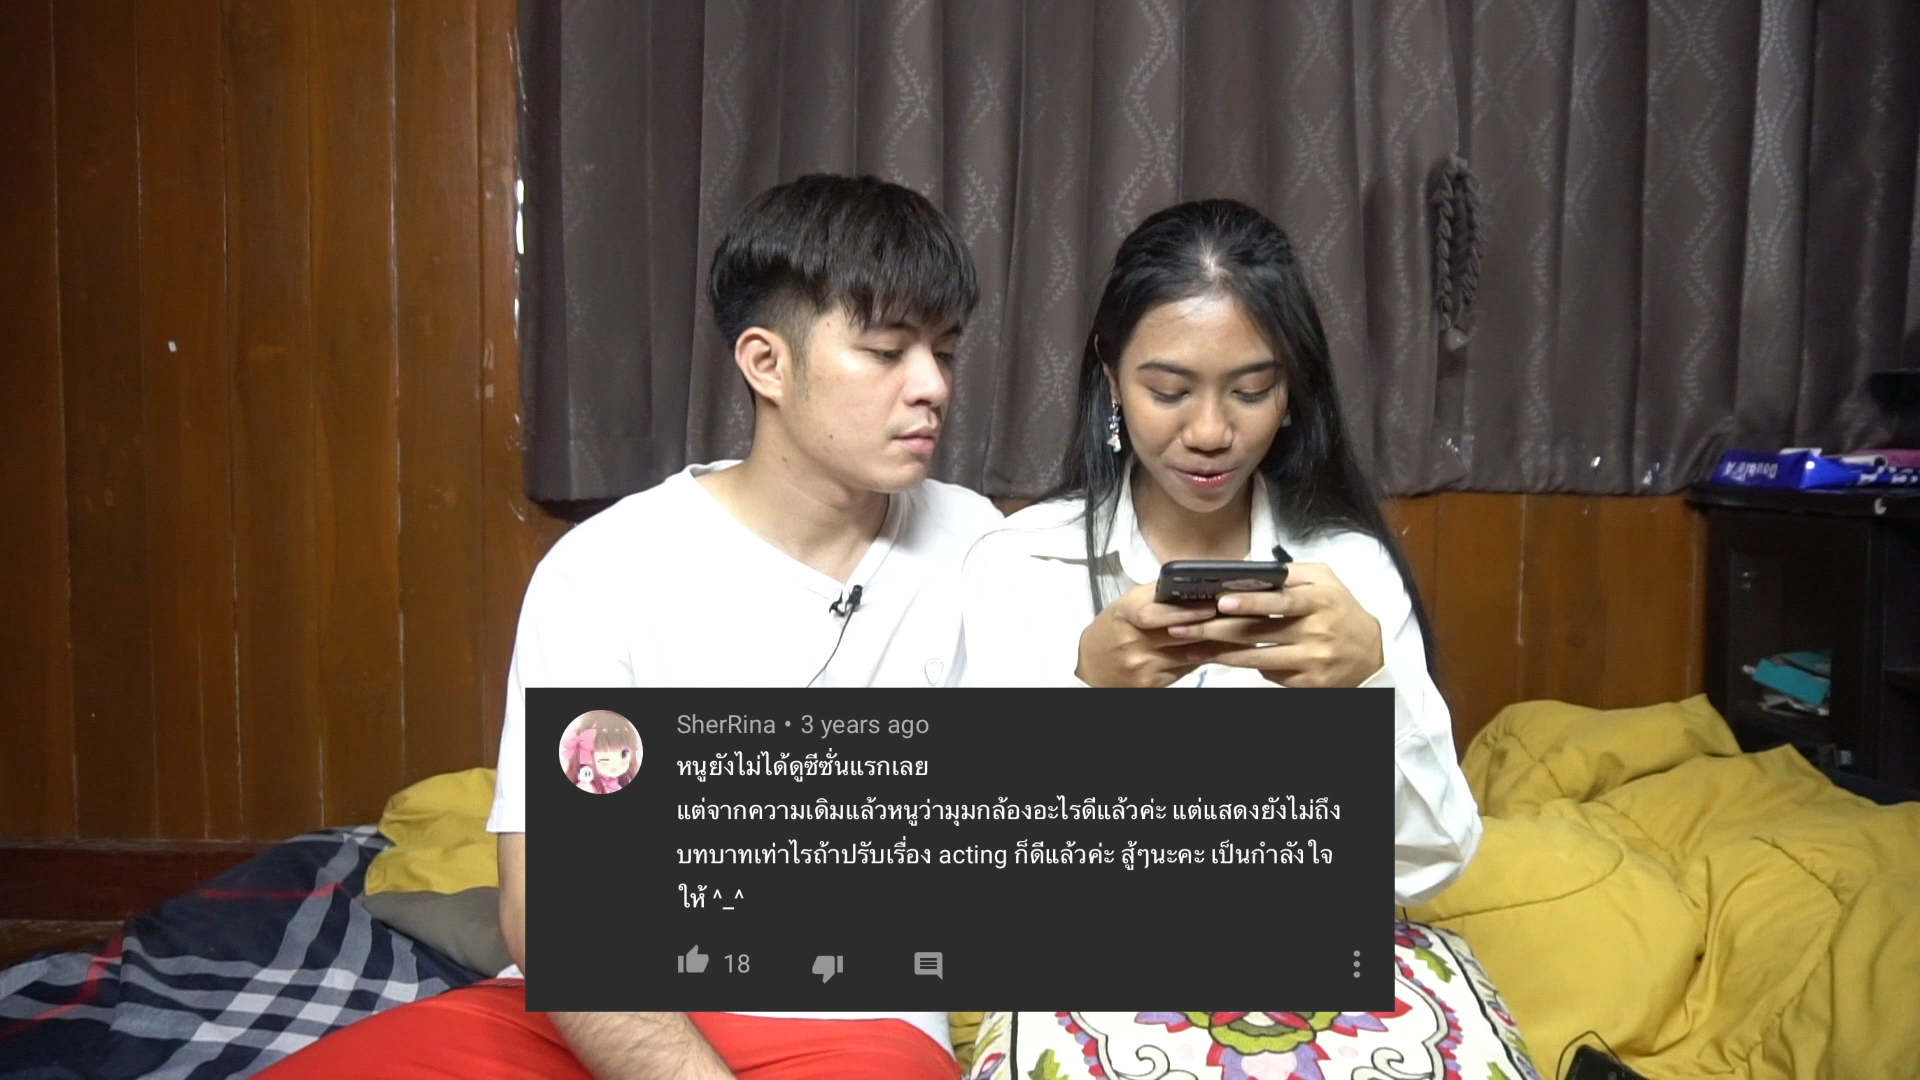 SherRina • 3 years ago
หนูยังไม่ได้ดูซีซั่นแรกเลย
แต่จากความเดิมแล้วหนูว่ามุมกล้องอะไรดีแล้วค่ะ แต่แสดงยังไม่ถึง
บทบาทเท่าไรถ้าปรับเรื่อง acting ก็ดีแล้วค่ะ สู้ๆนะคะ เป็นกำลังใจ
ให้ ^_^
18
Double A